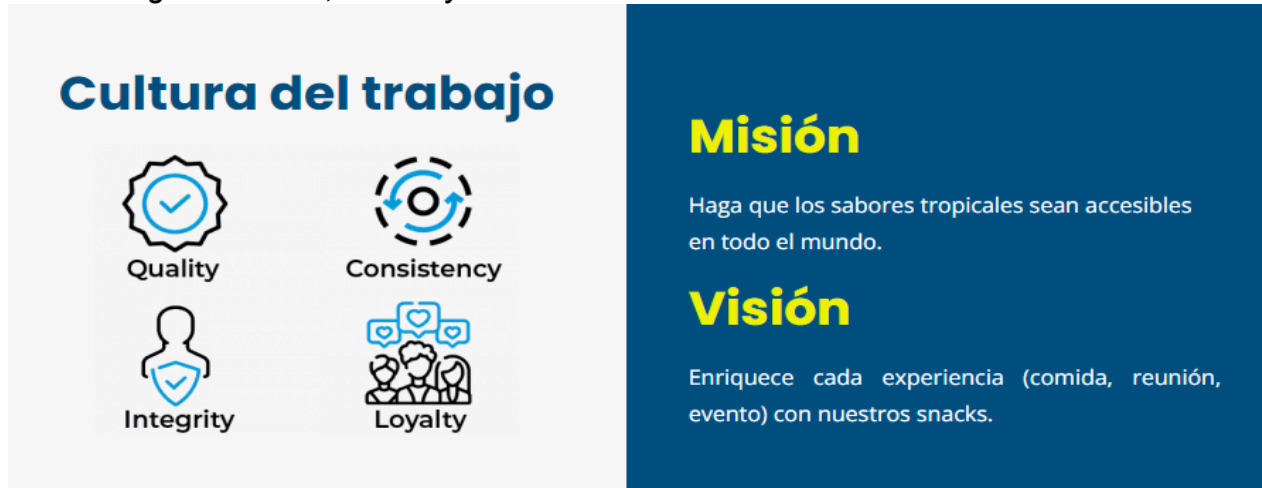 Cultura del trabajo
Quality
Consistency
Integrity
Loyalty
Misión
Haga que los sabores tropicales sean accesibles
en todo el mundo.
Visión
Enriquece cada experiencia (comida, reunión,
evento) con nuestros snacks.